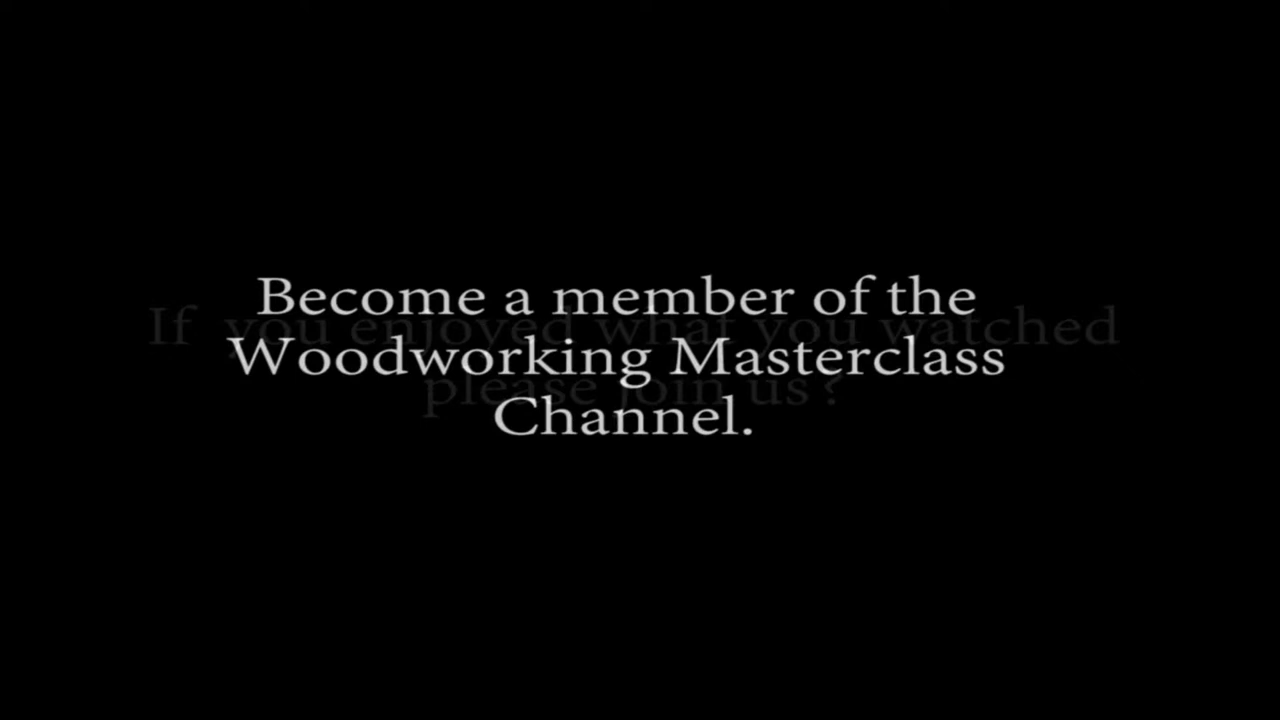 Become a member of the
If you enjoyed what you watched
Woodworking Masterclass
please join us?
Channel.